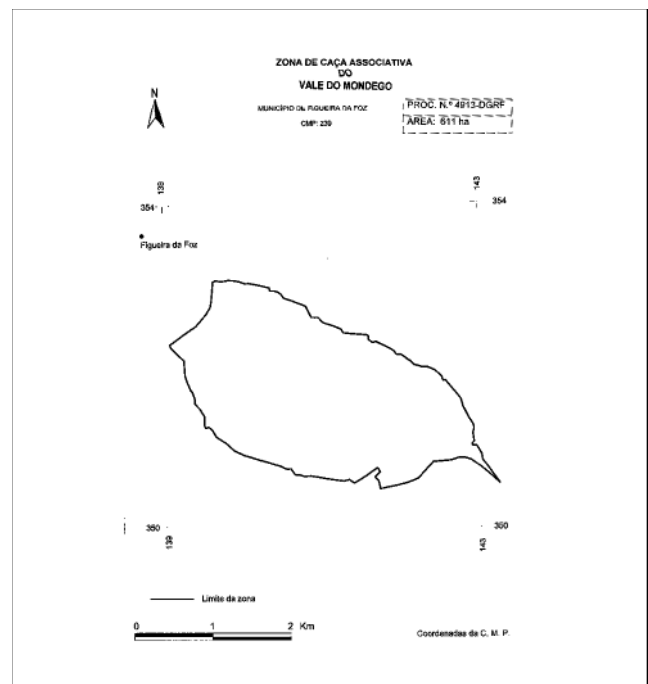 ZONA DE CAÇA ASSOCIATIVA
DO
VALE DO MONDEGO
N
MUNICÍPIO DE FIGUEIRA DA FOZ
CMP: 239
PROC. N.º 4913-DGRF
AREA: 611 ha
139
143
354
354
Figueira da Foz
350
350
139
143
Limite da zona
0 1 2 Km
Coordenadas da C. M. P.